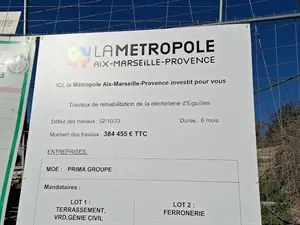 LA METROPOLE
AIX-MARSEILLE-PROVENCE
ICI, la Métropole Aix-Marseille-Provence investit pour vous
Travaux de réhabilitation de la déchèterie d'Eguilles
Début des travaux : 02/10/23 Durée : 6 mois
Montant des travaux : 384 455 € TTC
ENTREPRISES:
MOE : PRIMA GROUPE
Mandataires :
LOT 1 :
TERRASSEMENT,
VRD.GÉNIE CIVIL
LOT 2 :
FERRONERIE